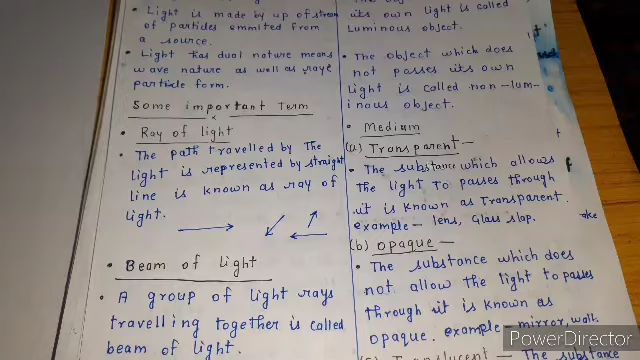 Light is made by up of stream
of particles emmited from
a source.
Light has dual nature means
wave nature as well as
particle form.
Some important Term
Ray of light
The path travelled by The
light is represented by straight
line is known as ray of
light.
Beam of light
A group of light rays
travelling together is called
beam of light.
its own light is called
Luminous object.
The object which does
not passes its own
light is called non-lum-
inous object.
Medium
(a) Transparent-
The substance which allows
the light to passes through
it is known as Transparent.
example- lens, Glass slap.
(b) opaque-
The substance which does
not allow the light to passes
through it is known as
opaque. example- mirror, wall.
Translucent- The substance
PowerDirector